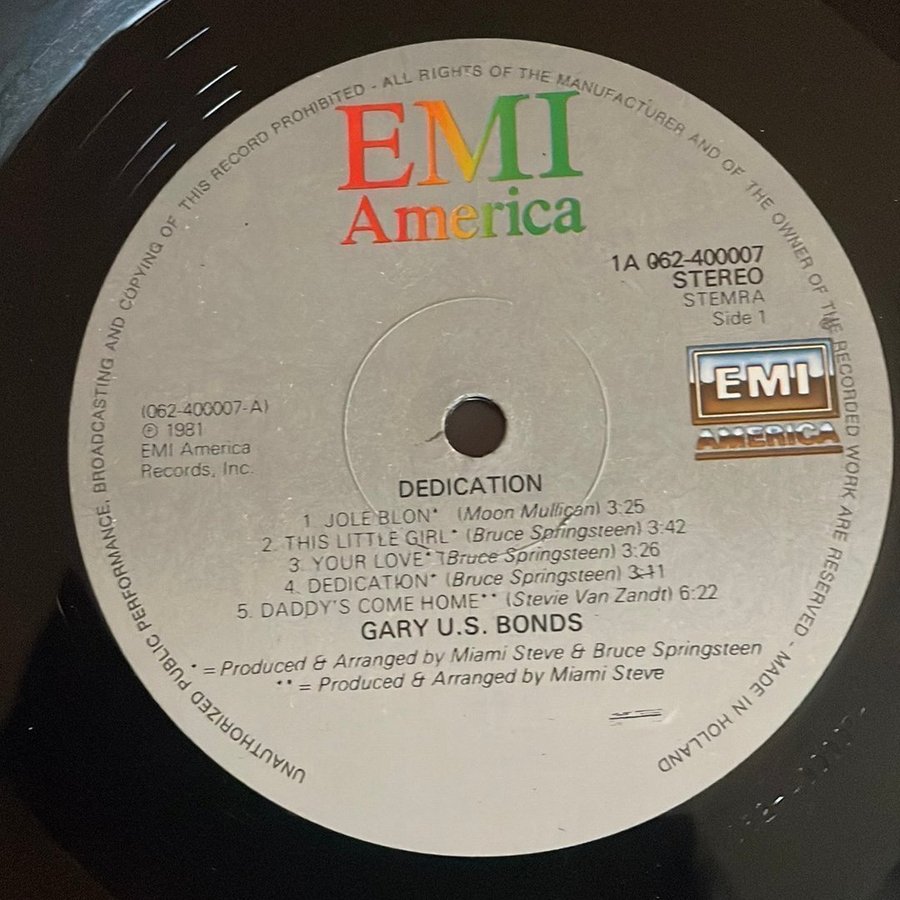 UNAUTHORIZED PUBLIC PERFORMANCE, BROADCASTING AND COPYING OF THIS RECORD PROHIBITED - ALL RIGHTS OF THE MANUFACTURER AND OF THE OWNER OF THE RECORDED WORK ARE RESERVED - MADE IN HOLLAND
EMI
America
1A 062-400007
STEREO
STEMRA
Side 1
EMI
AMERICA
(062-400007-A)
℗ 1981
EMI America
Records, Inc.
DEDICATION
1. JOLE BLON* (Moon Mullican) 3:25
2. THIS LITTLE GIRL* (Bruce Springsteen) 3:42
3. YOUR LOVE* (Bruce Springsteen) 3:26
4. DEDICATION* (Bruce Springsteen) 3:11
5. DADDY'S COME HOME** (Stevie Van Zandt) 6:22
GARY U.S. BONDS
* = Produced & Arranged by Miami Steve & Bruce Springsteen
** = Produced & Arranged by Miami Steve